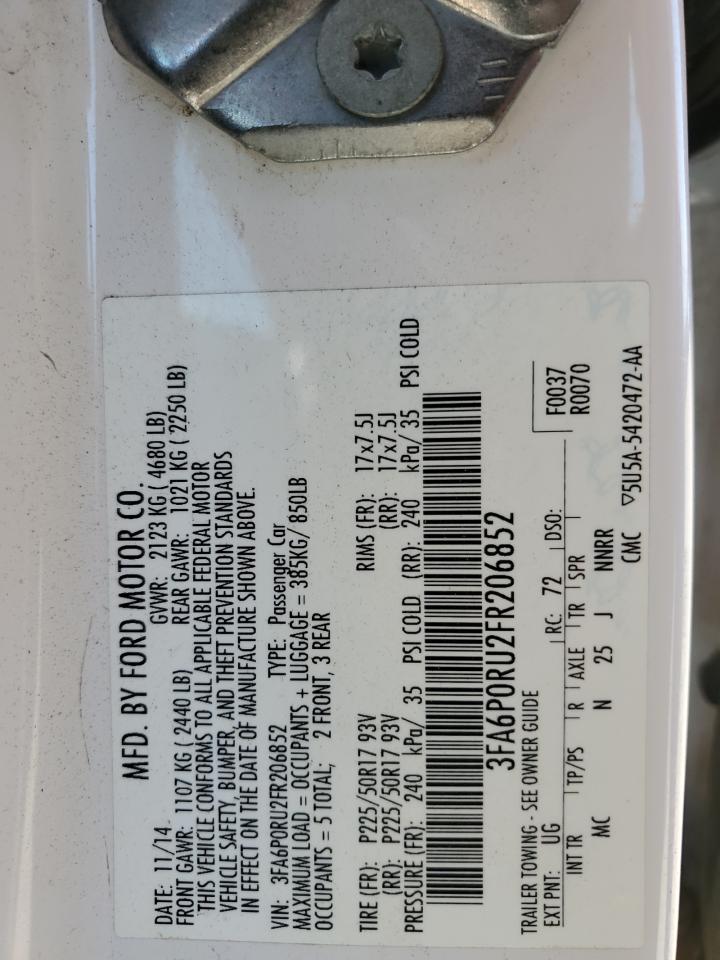 MFD. BY FORD MOTOR CO.
DATE: 11/14 GVWR: 2123 KG ( 4680 LB)
FRONT GAWR: 1107 KG ( 2440 LB) REAR GAWR: 1021 KG ( 2250 LB)
THIS VEHICLE CONFORMS TO ALL APPLICABLE FEDERAL MOTOR
VEHICLE SAFETY, BUMPER, AND THEFT PREVENTION STANDARDS
IN EFFECT ON THE DATE OF MANUFACTURE SHOWN ABOVE.
VIN: 3FA6P0RU2FR206852 TYPE: Passenger Car
MAXIMUM LOAD = OCCUPANTS + LUGGAGE = 385KG/ 850LB
OCCUPANTS = 5 TOTAL; 2 FRONT, 3 REAR
TIRE (FR): P225/50R17 93V RIMS (FR): 17x7.5J
(RR): P225/50R17 93V (RR): 17x7.5J
PRESSURE (FR): 240 kPa/ 35 PSI COLD (RR): 240 kPa/ 35 PSI COLD
3FA6P0RU2FR206852
TRAILER TOWING - SEE OWNER GUIDE
EXT PNT: UG RC: 72 DSO: F0037
R0070
INT TR TP/PS R AXLE TR SPR
MC N 25 J NNRR
CMC ▽5U5A-5420472-AA